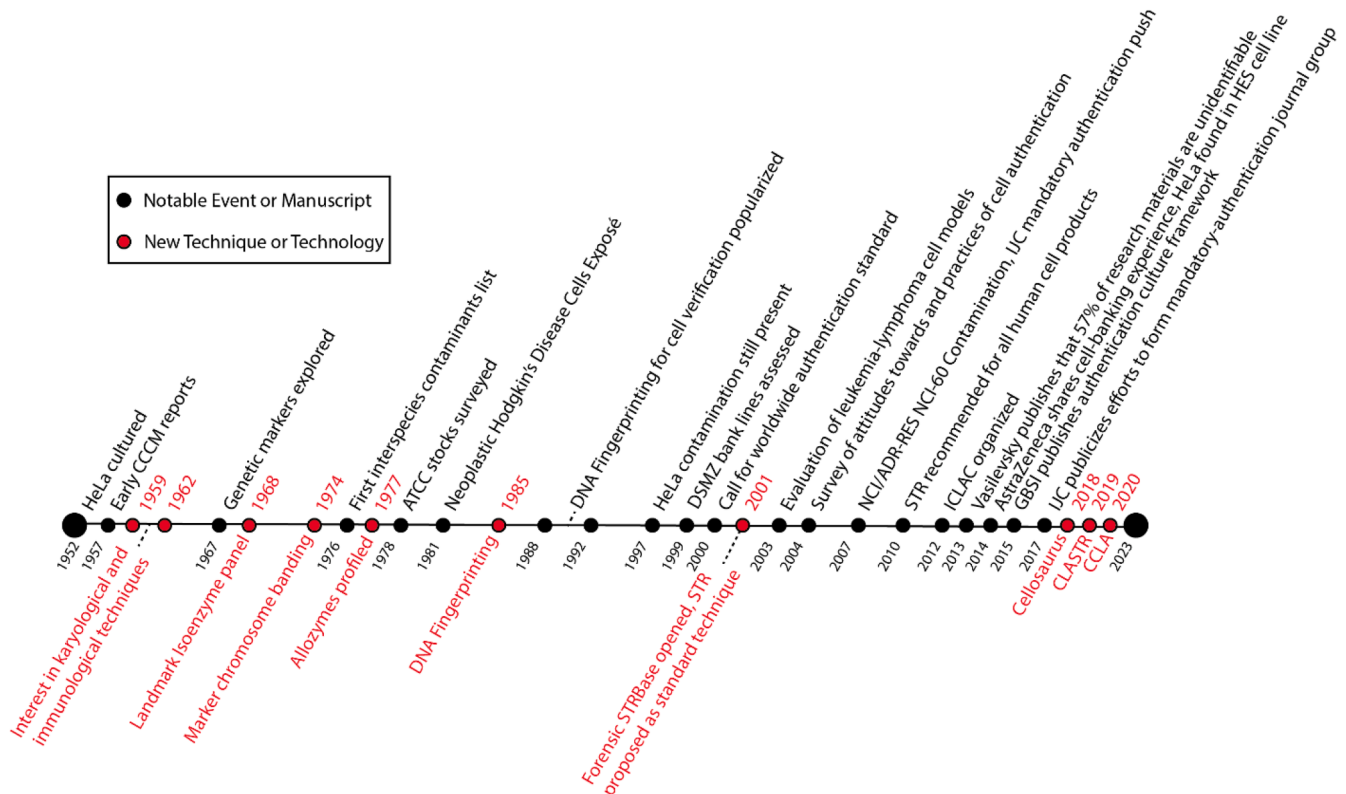 Notable Event or Manuscript
New Technique or Technology
HeLa cultured
Early CCCM reports
1959
1962
Genetic markers explored
1968
1974
First interspecies contaminants list
1977
ATCC stocks surveyed
Neoplastic Hodgkin's Disease Cells Exposé
1985
DNA Fingerprinting for cell verification popularized
HeLa contamination still present
DSMZ bank lines assessed
Call for worldwide authentication standard
2001
Evaluation of leukemia-lymphoma cell models
Survey of attitudes towards and practices of cell authentication
NCI/ADR-RES NCI-60 Contamination, IJC mandatory authentication push
STR recommended for all human cell products
ICLAC organized
Vasilevsky publishes that 57% of research materials are unidentifiable
AstraZeneca shares cell-banking experience, HeLa found in HES cell line
GBSI publishes authentication culture framework
IJC publicizes efforts to form mandatory-authentication journal group
2018
2019
2020
1952
1957
Interest in karyological and
immunological techniques
1967
Landmark Isoenzyme panel
Marker chromosome banding
1976
Allozymes profiled
1978
1981
DNA Fingerprinting
1988
1992
1997
1999
2000
Forensic STRBase opened, STR
proposed as standard technique
2003
2004
2007
2010
2012
2013
2014
2015
2017
Cellosaurus
CLASTR
CCLA
2023